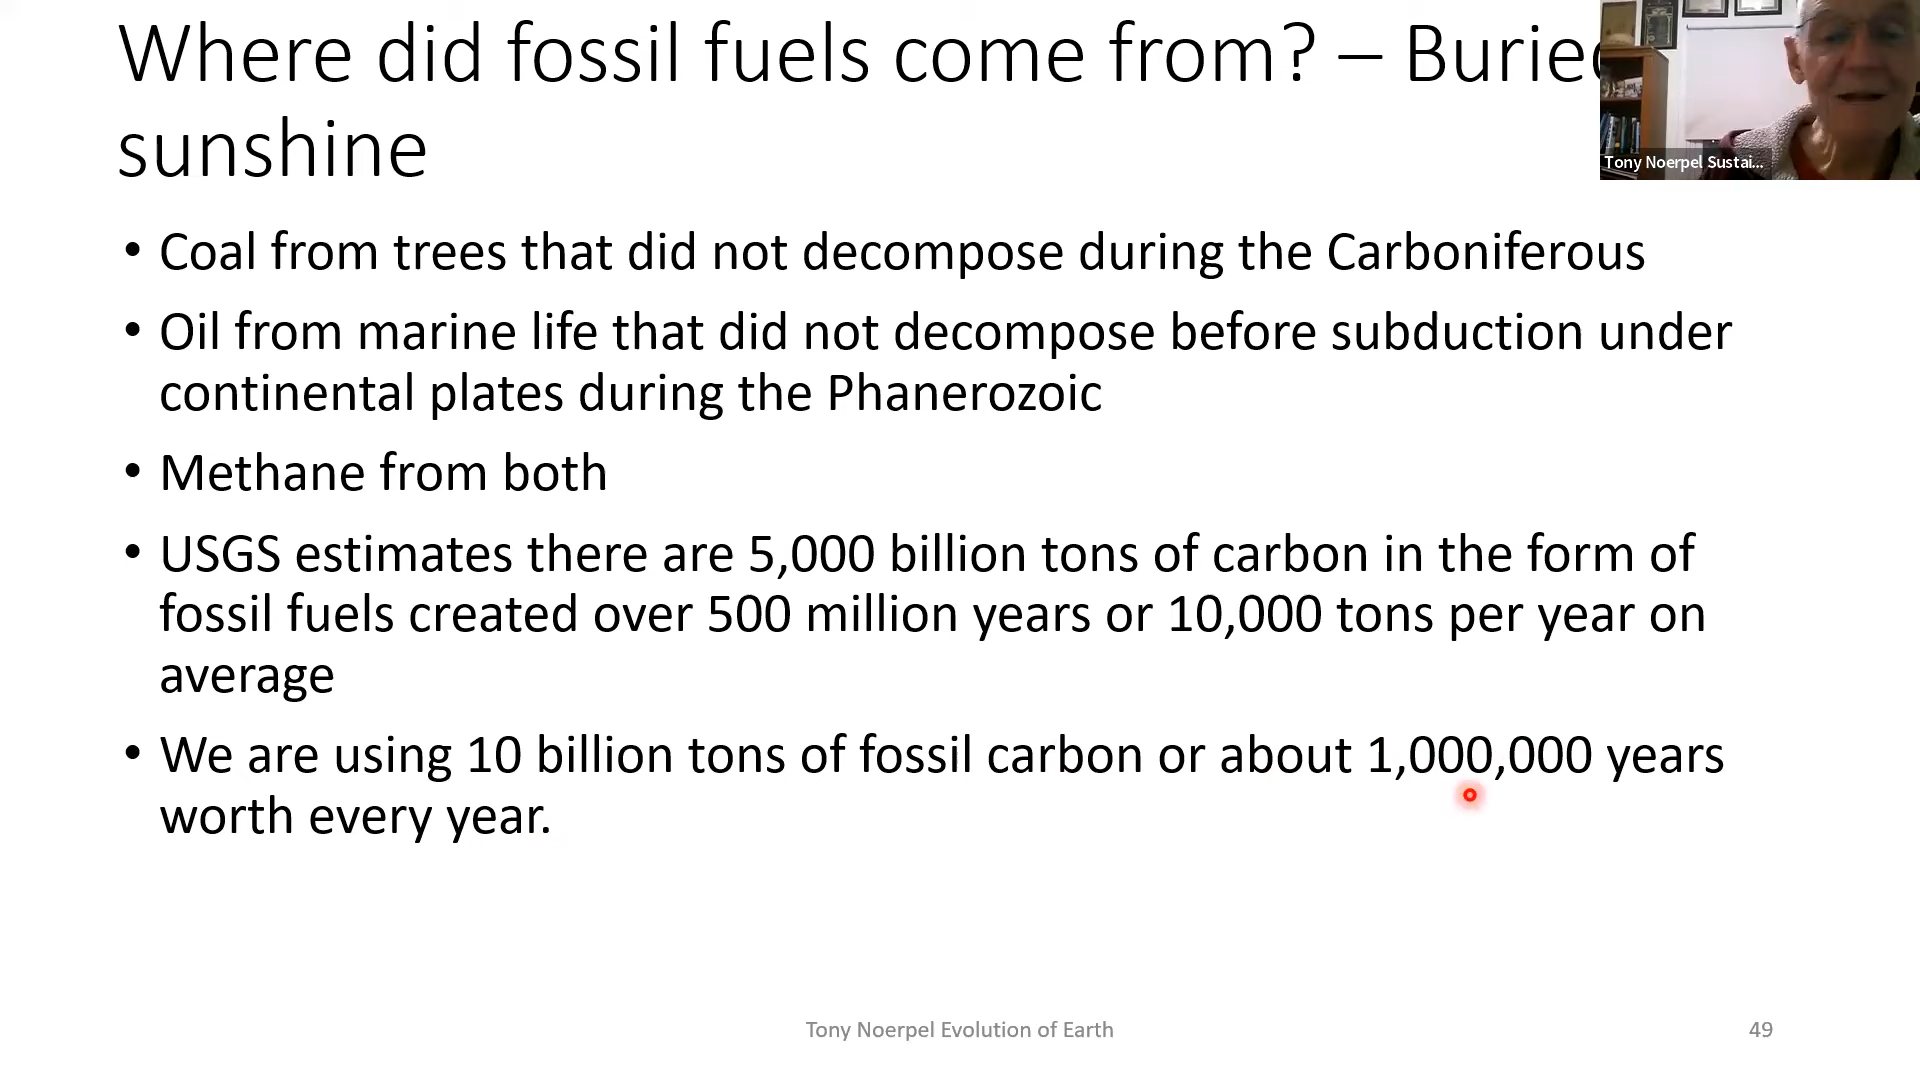 Where did fossil fuels come from? – Buried
sunshine
Tony Noerpel Sustai...
• Coal from trees that did not decompose during the Carboniferous
• Oil from marine life that did not decompose before subduction under
continental plates during the Phanerozoic
• Methane from both
• USGS estimates there are 5,000 billion tons of carbon in the form of
fossil fuels created over 500 million years or 10,000 tons per year on
average
• We are using 10 billion tons of fossil carbon or about 1,000,000 years
worth every year.
Tony Noerpel Evolution of Earth
49